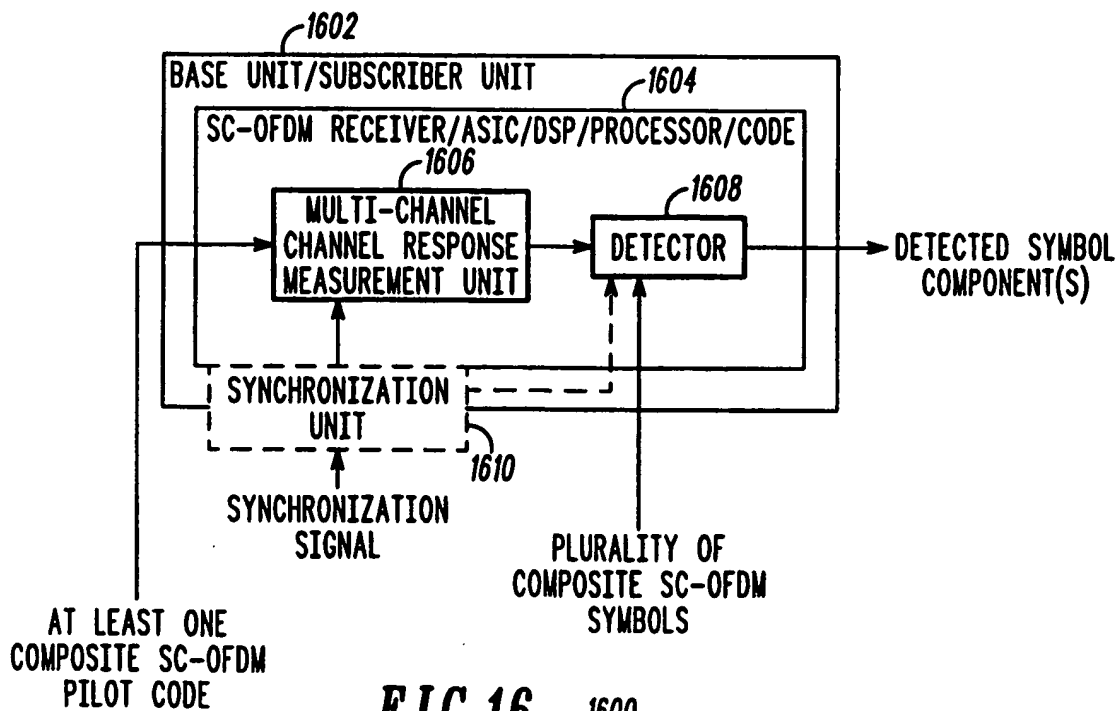 1602
BASE UNIT/SUBSCRIBER UNIT
1604
SC-OFDM RECEIVER/ASIC/DSP/PROCESSOR/CODE
1606
MULTI-CHANNEL
CHANNEL RESPONSE
MEASUREMENT UNIT
1608
DETECTOR
DETECTED SYMBOL
COMPONENT(S)
SYNCHRONIZATION
UNIT
1610
SYNCHRONIZATION
SIGNAL
PLURALITY OF
COMPOSITE SC-OFDM
SYMBOLS
AT LEAST ONE
COMPOSITE SC-OFDM
PILOT CODE
FIG.16
1600